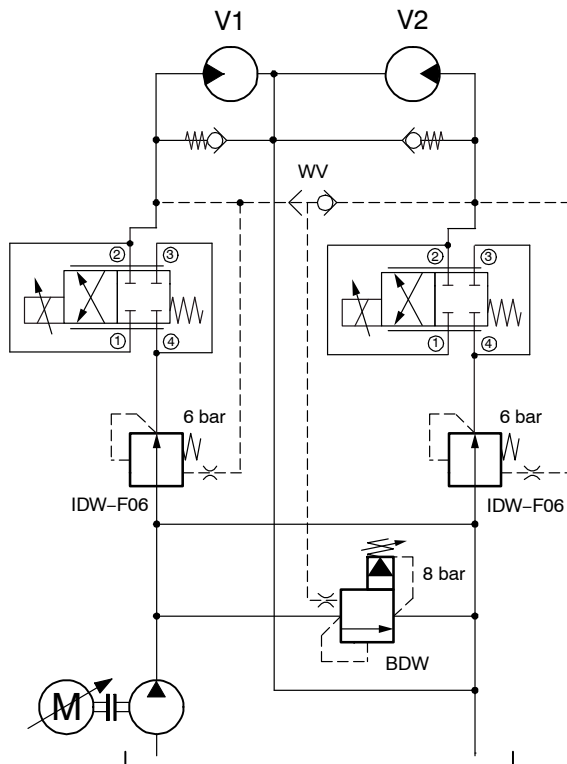 V1 V2
WV
② ③ ② ③
① ④ ① ④
6 bar 6 bar
IDW–F06 IDW–F06
8 bar
BDW
M